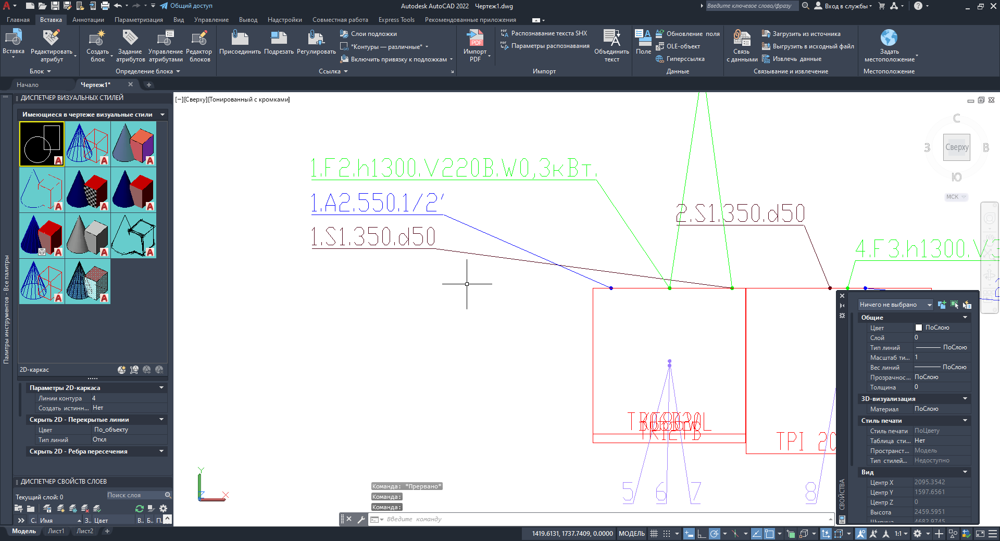 Общий доступ
Autodesk AutoCAD 2022 Чертеж1.dwg
Введите ключевое слово/фразу
Вход в службы
Главная Вставка Аннотации Параметризация Вид Управление Вывод Надстройки Совместная работа Express Tools Рекомендованные приложения
Вставка
Редактировать атрибут
Блок
Создать блок
Задание атрибутов
Управление атрибутами
Редактор блоков
Определение блока
Присоединить Подрезать Регулировать
Слои подложки
*Контуры — различные*
Включить привязку к подложкам
Ссылка
Импорт PDF
Распознавание текста SHX
Параметры распознавания
Объединить текст
Импорт
Поле
Обновление поля
OLE-объект
Гиперссылка
Данные
Связь с данными
Загрузить из источника
Выгрузить в исходный файл
Извлечь данные
Связывание и извлечение
Задать местоположение
Местоположение
Начало
Чертеж1*
ДИСПЕТЧЕР ВИЗУАЛЬНЫХ СТИЛЕЙ
Имеющиеся в чертеже визуальные стили
2D-каркас
Параметры 2D-каркаса
Линии контура 4
Создать истинн... Нет
Скрыть 2D - Перекрытые линии
Цвет По_объекту
Тип линий Откл
Скрыть 2D - Ребра пересечения
Палитры инструментов - Все палитры
ДИСПЕТЧЕР СВОЙСТВ СЛОЕВ
Текущий слой: 0
Поиск слоя
С. Имя З.. Цвет В.. Б.. П..
[−][Сверху][Тонированный с кромками]
С
З Сверху В
Ю
МСК
1.F2.h1300.V220В.W0,3кВт.
1.A2.550.1/2'
1.S1.350.d50
2.S1.350.d50
4.F3.h1300.V
TPI 20
5 6 7 8
Y
Z
X
Команда: *Прервано*
Команда:
Команда:
Введите команду
СВОЙСТВА
Ничего не выбрано
Общие
Цвет ПоСлою
Слой 0
Тип линий ПоСлою
Масштаб ти... 1
Вес линий ПоСлою
Прозрачнос... ПоСлою
Толщина 0
3D-визуализация
Материал ПоСлою
Стиль печати
Стиль печати ПоЦвету
Таблица сти... Нет
Пространст... Модель
Тип стилей... Недоступно
Вид
Центр X 2095.3542
Центр Y 1597.6561
Центр Z 0
Высота 2459.5951
Ширина 4682.9745
Модель Лист1 Лист2
1419.6131, 1737.7409, 0.0000 МОДЕЛЬ
1:1